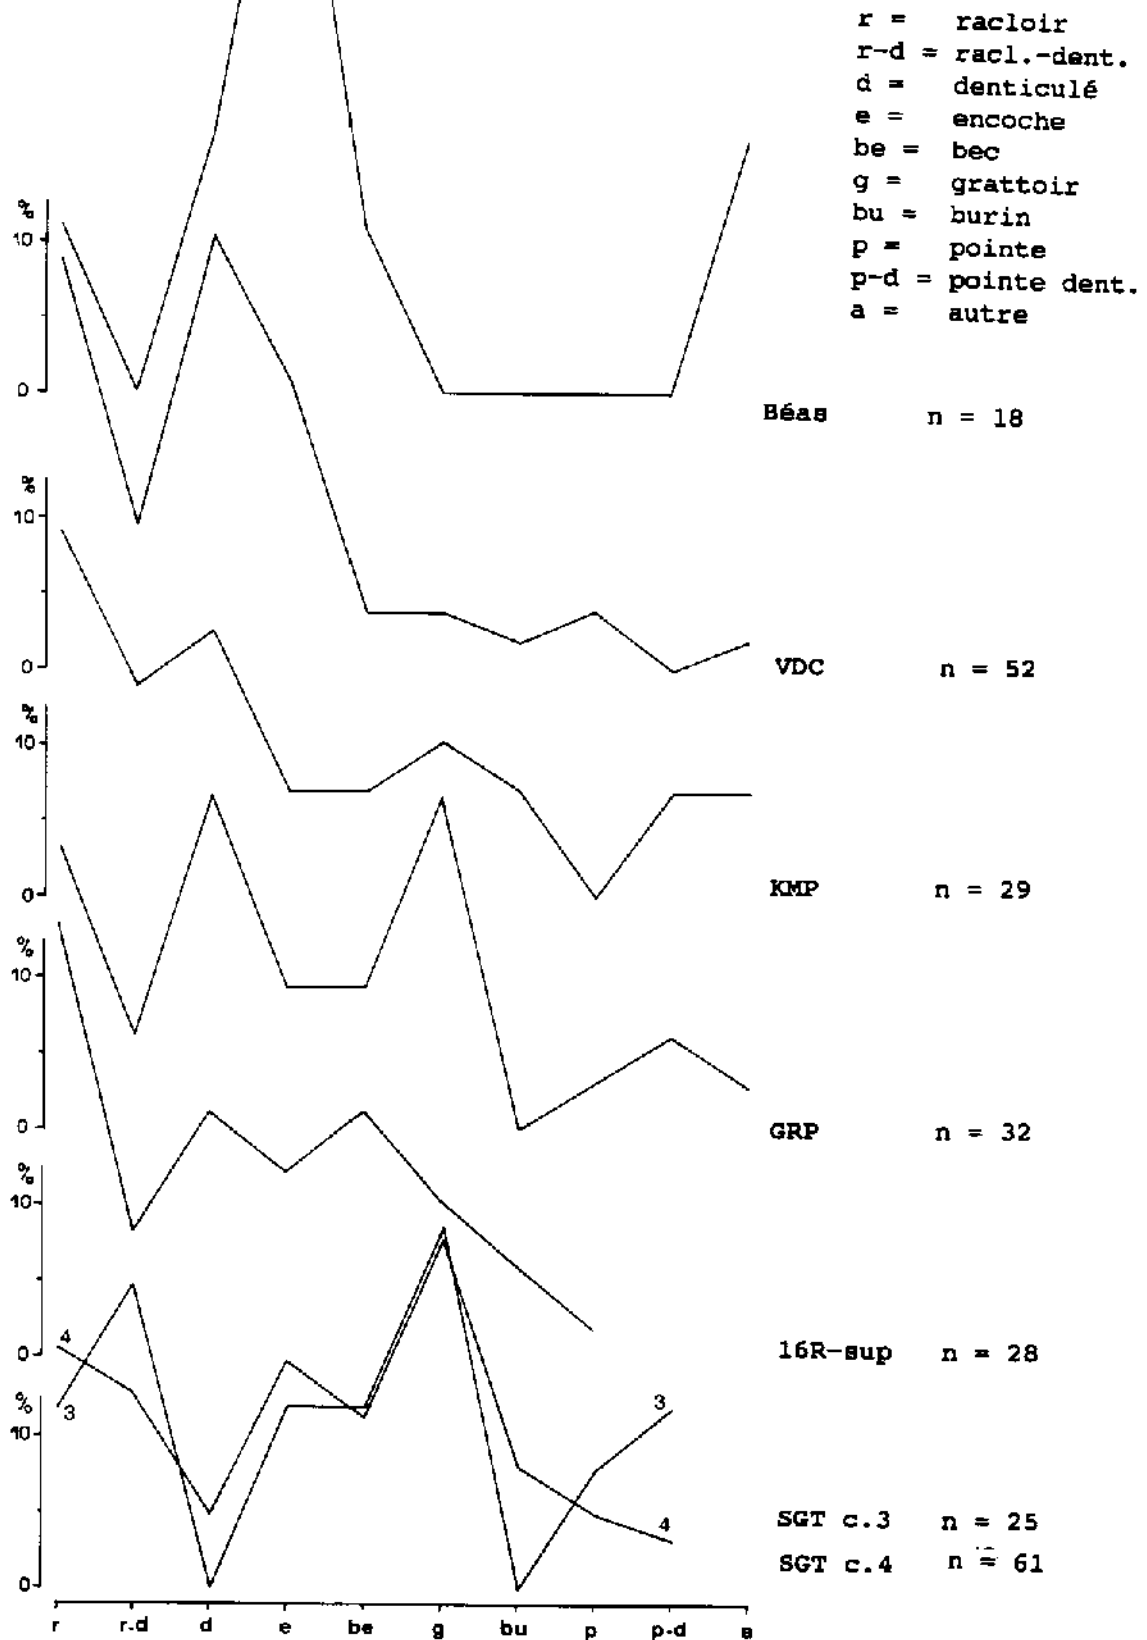 r = racloir
r-d = racl.-dent.
d = denticulé
e = encoche
be = bec
g = grattoir
bu = burin
p = pointe
p-d = pointe dent.
a = autre
%
10
0
Béas n = 18
%
10
0
VDC n = 52
%
10
0
KMP n = 29
%
10
0
GRP n = 32
%
10
0
16R-sup n = 28
4
3
%
10
3
4
0
SGT c.3 n = 25
SGT c.4 n = 61
r r-d d e be g bu p p-d a